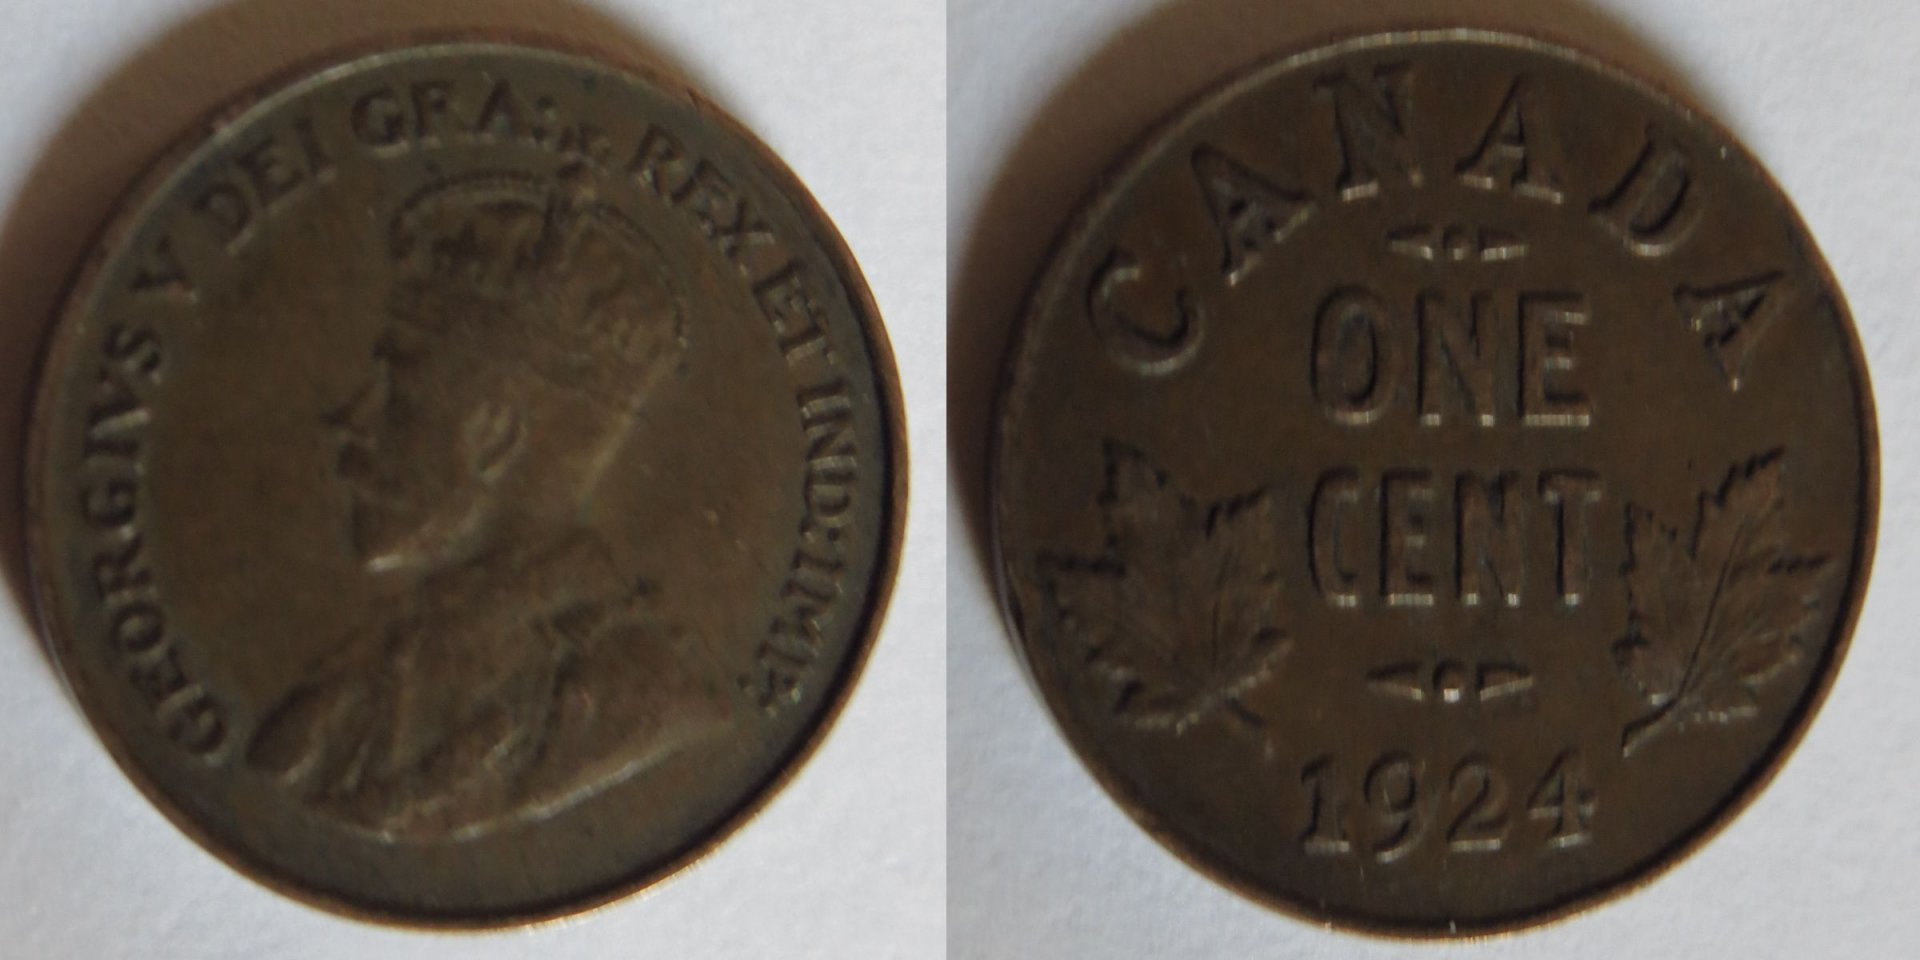 GEORGIVS V DEI GRA: REX ET IND: IMP:
CANADA
ONE
CENT
1924